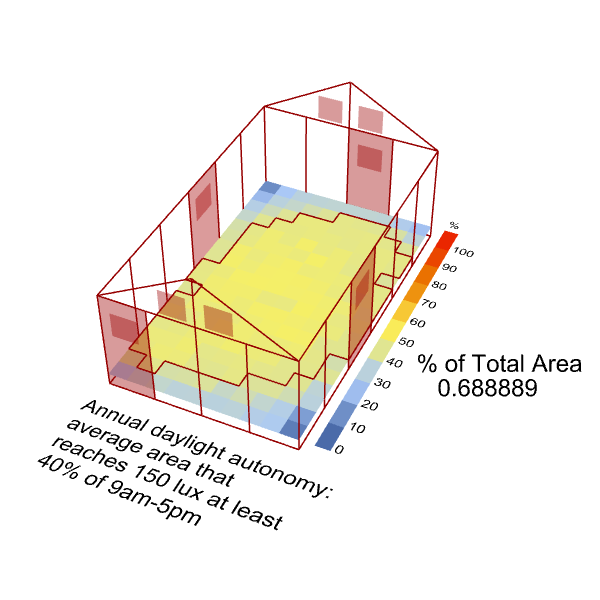 %
100
90
80
70
60
50
40
30
20
10
0
% of Total Area
0.688889
Annual daylight autonomy:
average area that
reaches 150 lux at least
40% of 9am-5pm